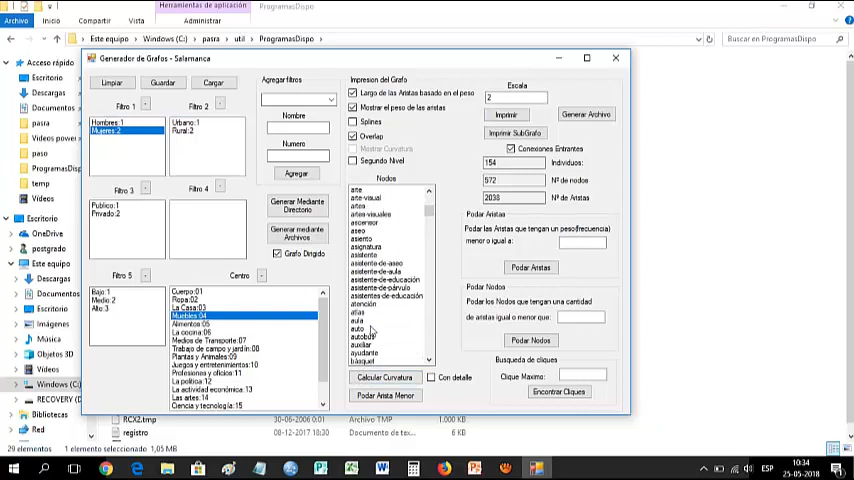 Herramientas de aplicación
ProgramasDispo
Archivo Inicio Compartir Vista Administrar
Este equipo > Windows (C:) > pasra > util > ProgramasDispo
Buscar en ProgramasDispo
Acceso rápido
Escritorio
Descargas
Documentos
pasra
Videos power
paso
ProgramasDispo
temp
Vídeos
Escritorio
OneDrive
postgrado
Este equipo
Descargas
Documentos
Escritorio
Imágenes
Música
Objetos 3D
Vídeos
Windows (C:)
RECOVERY (D:)
Bibliotecas
Red
Generador de Grafos - Salamanca
Limpiar Guardar Cargar
Filtro 1 - Filtro 2 -
Hombres:1
Mujeres:2
Urbano:1
Rural:2
Filtro 3 - Filtro 4 -
Publico:1
Privado:2
Filtro 5 - Centro -
Bajo:1
Medio:2
Alto:3
Cuerpo:01
Ropa:02
La Casa:03
Muebles:04
Alimentos:05
La cocina:06
Medios de Transporte:07
Trabajo de campo y jardín:08
Plantas y Animales:09
Juegos y entretenimientos:10
Profesiones y oficios:11
La política:12
La actividad económica:13
Las artes:14
Ciencia y tecnología:15
Agregar filtros
Nombre
Numero
Agregar
Generar Mediante Directorio
Generar mediante Archivos
Grafo Dirigido
Impresion del Grafo
Largo de las Aristas basado en el peso
Mostrar el peso de las aristas
Splines
Overlap
Mostrar Curvatura
Segundo Nivel
Nodos
arte
arte-visual
artes
artes-visuales
ascensor
aseo
asiento
asignatura
asistente
asistente-de-aseo
asistente-de-aula
asistente-de-educación
asistente-de-párvulo
asistentes-de-educación
atención
atlas
aula
auto
autobús
auxiliar
ayudante
básquet
Calcular Curvatura Con detalle
Podar Arista Menor
Escala
2
Imprimir Generar Archivo
Imprimir SubGrafo
Conexiones Entrantes
154 Individuos:
572 Nº de nodos
2038 Nº de Aristas
Podar Aristas
Podar las Aristas que tengan un peso(frecuencia)
menor o igual a:
Podar Aristas
Podar Nodos
Podar los Nodos que tengan una cantidad
de aristas igual o menor que:
Podar Nodos
Busqueda de cliques
Clique Maximo:
Encontrar Cliques
RCX2.tmp 30-06-2006 0:01 Archivo TMP 1.000 KB
registro 08-12-2017 18:30 Documento de tex... 6 KB
29 elementos 1 elemento seleccionado 1,05 MB
ESP
10:34
25-05-2018